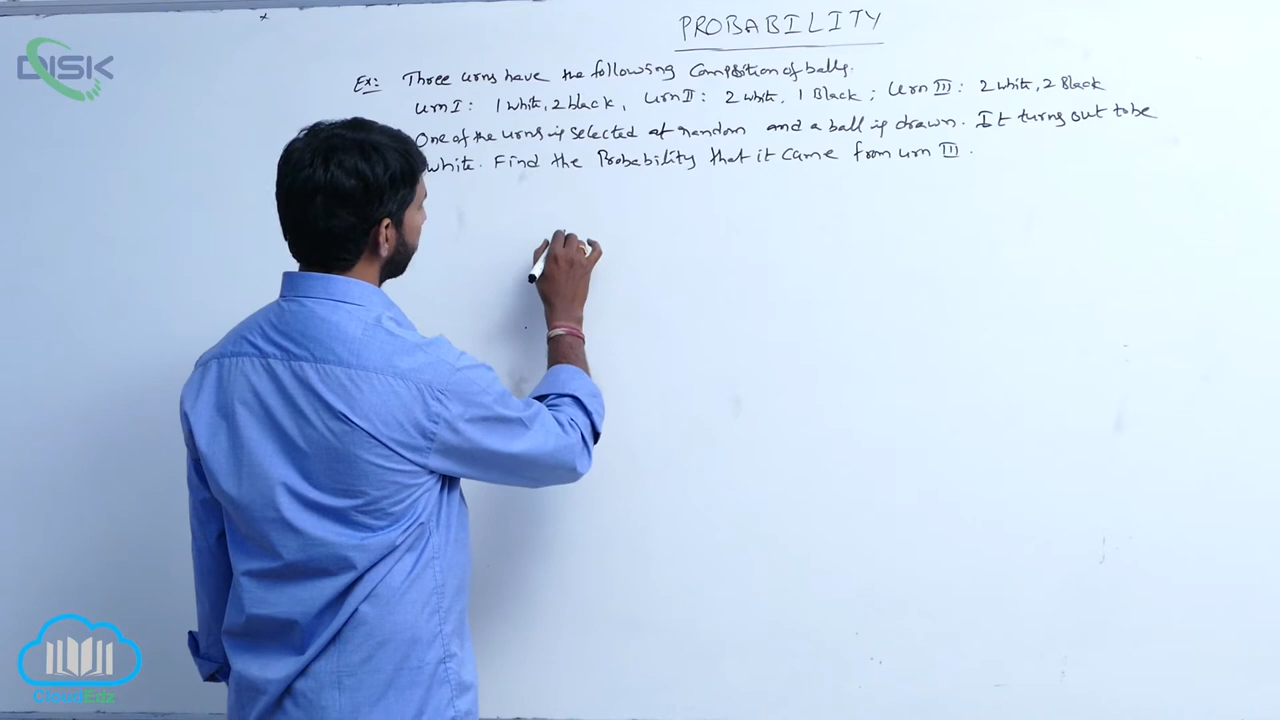 PROBABILITY
DISK
Ex: Three urns have the following Composition of balls.
Urn I : 1 white, 2 black, Urn II : 2 white, 1 Black ; Urn III : 2 white, 2 Black
One of the urns is selected at random and a ball is drawn. It turns out to be
white. Find the Probability that it Came from urn III.
CloudEdz